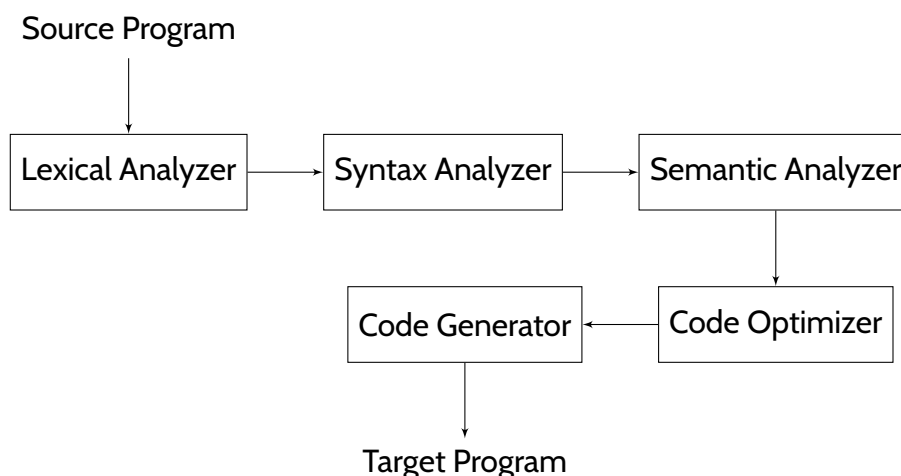 Source Program
Lexical Analyzer
Syntax Analyzer
Semantic Analyzer
Code Optimizer
Code Generator
Target Program